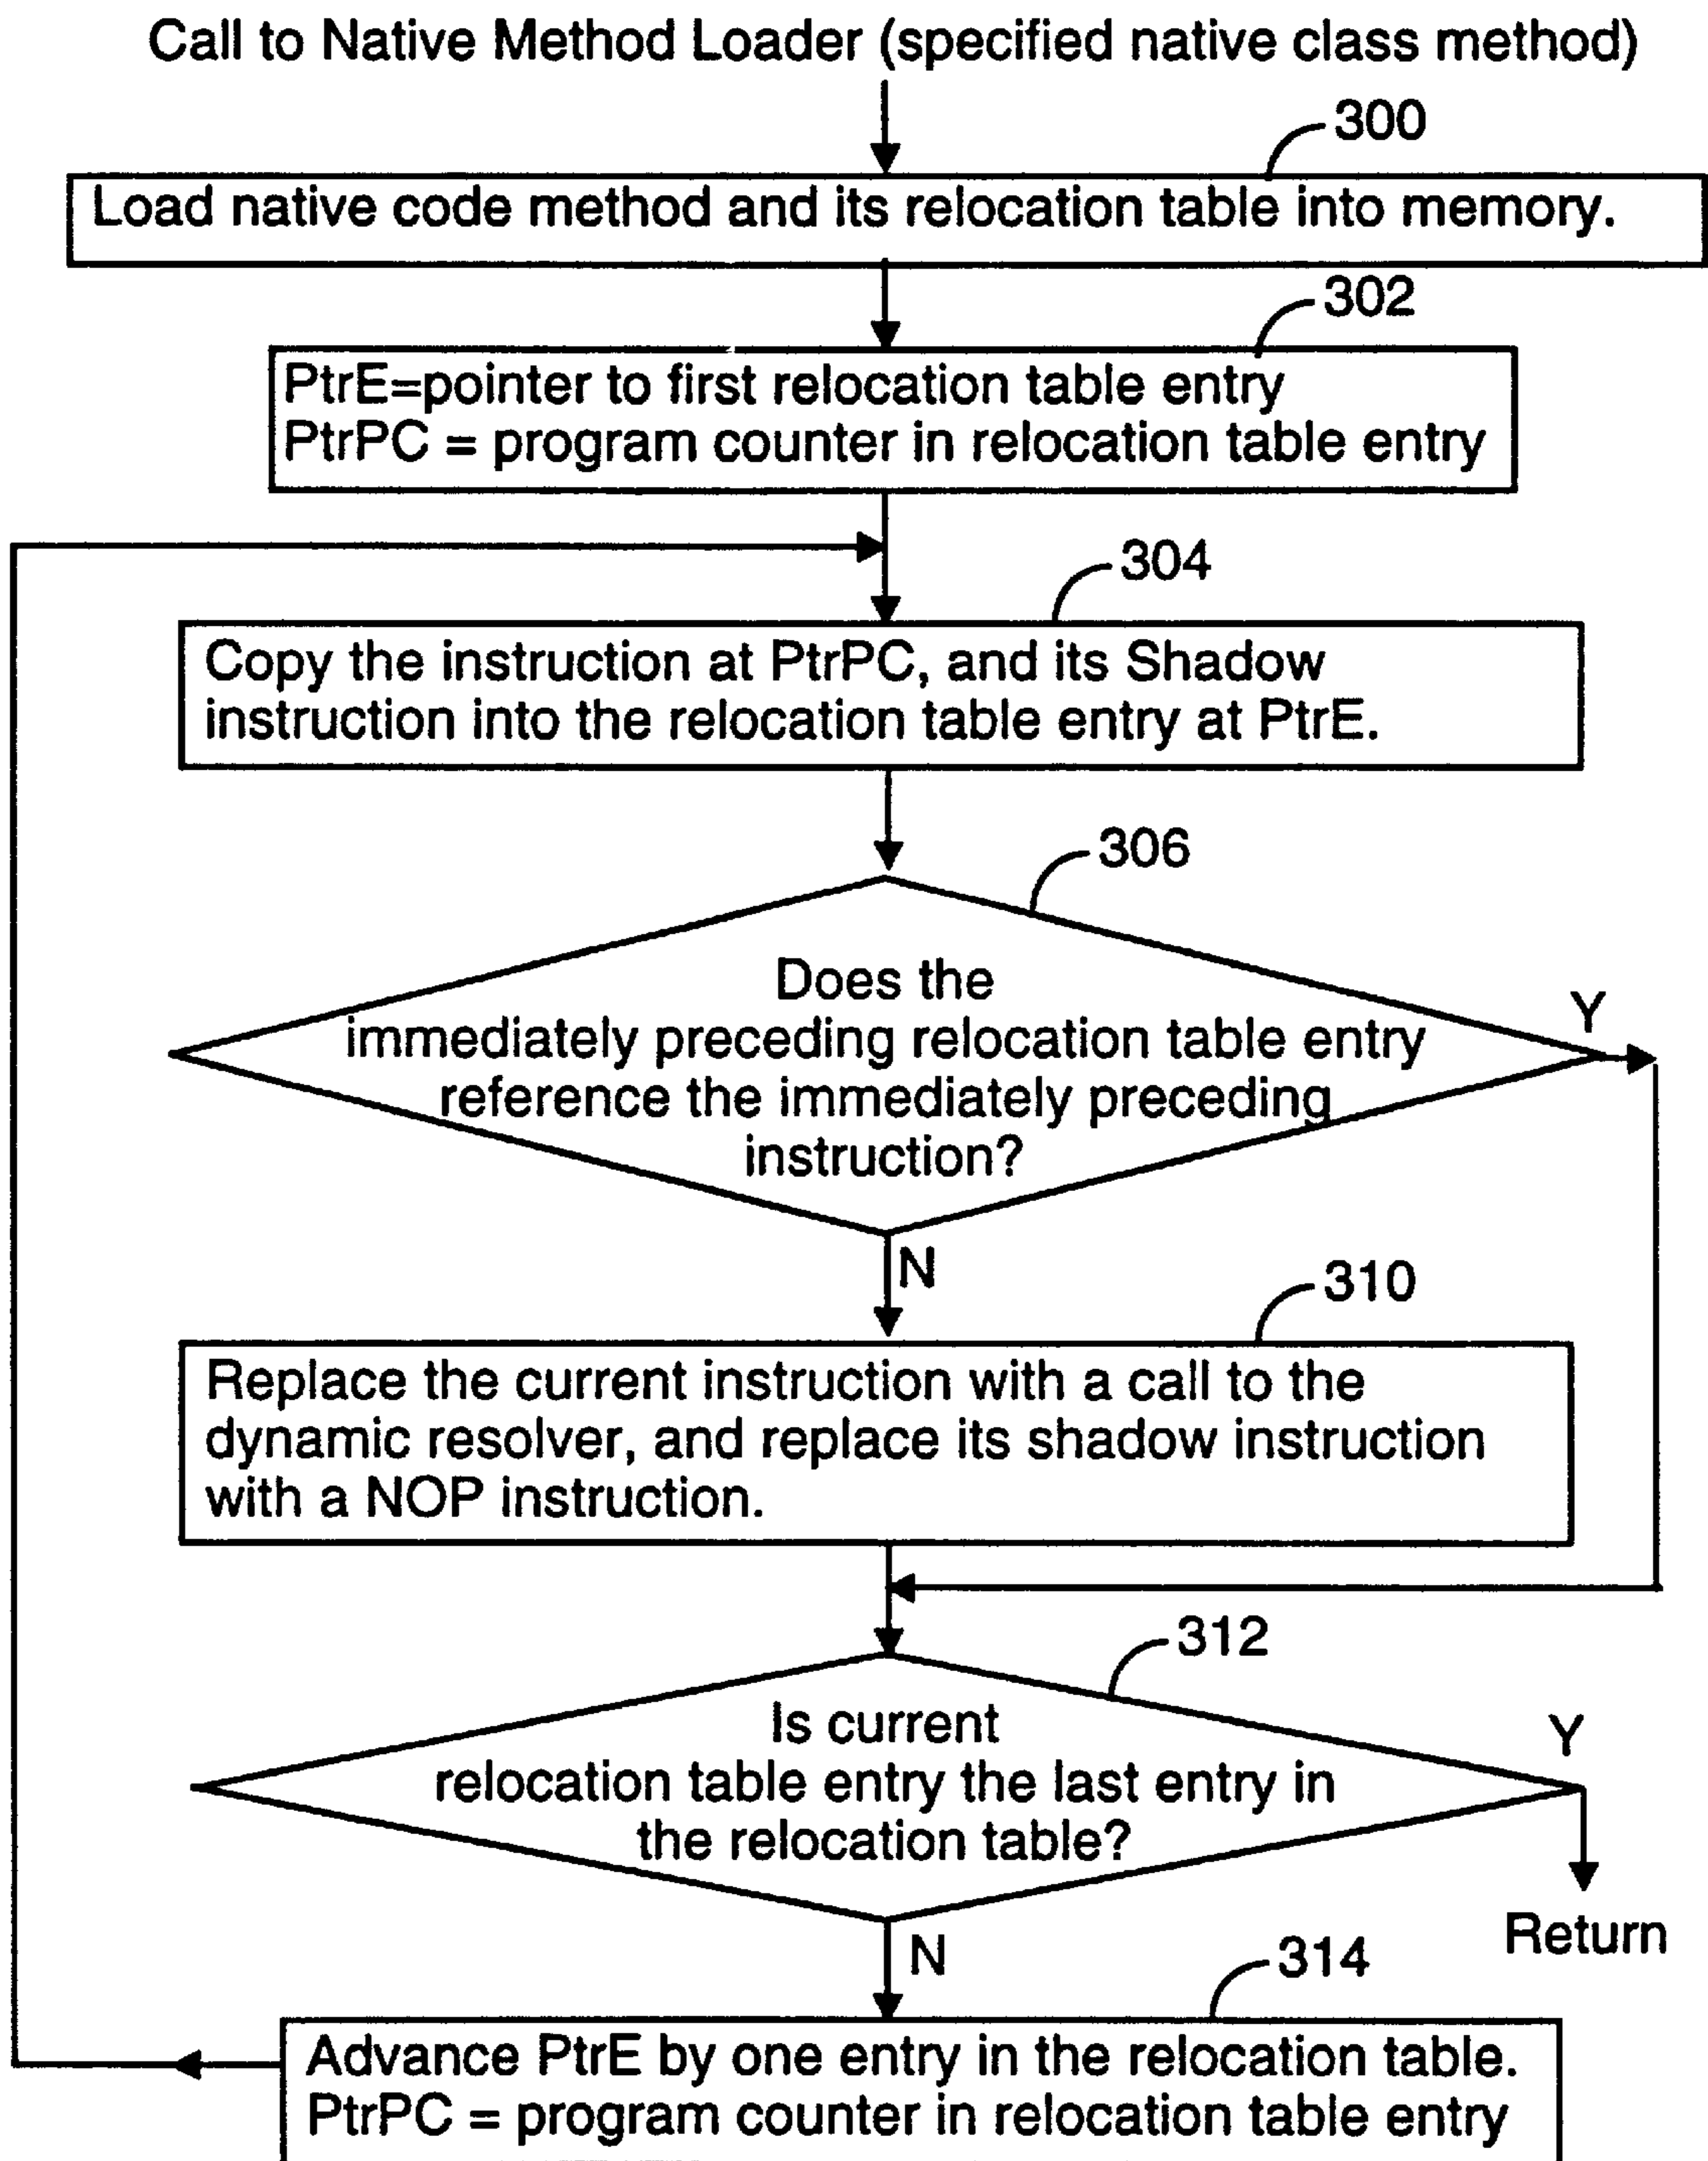 Call to Native Method Loader (specified native class method)
300
Load native code method and its relocation table into memory.
302
PtrE=pointer to first relocation table entry
PtrPC = program counter in relocation table entry
304
Copy the instruction at PtrPC, and its Shadow
instruction into the relocation table entry at PtrE.
306
Does the
immediately preceding relocation table entry
reference the immediately preceding
instruction?
Y
N
310
Replace the current instruction with a call to the
dynamic resolver, and replace its shadow instruction
with a NOP instruction.
312
Is current
relocation table entry the last entry in
the relocation table?
Y
Return
N
314
Advance PtrE by one entry in the relocation table.
PtrPC = program counter in relocation table entry